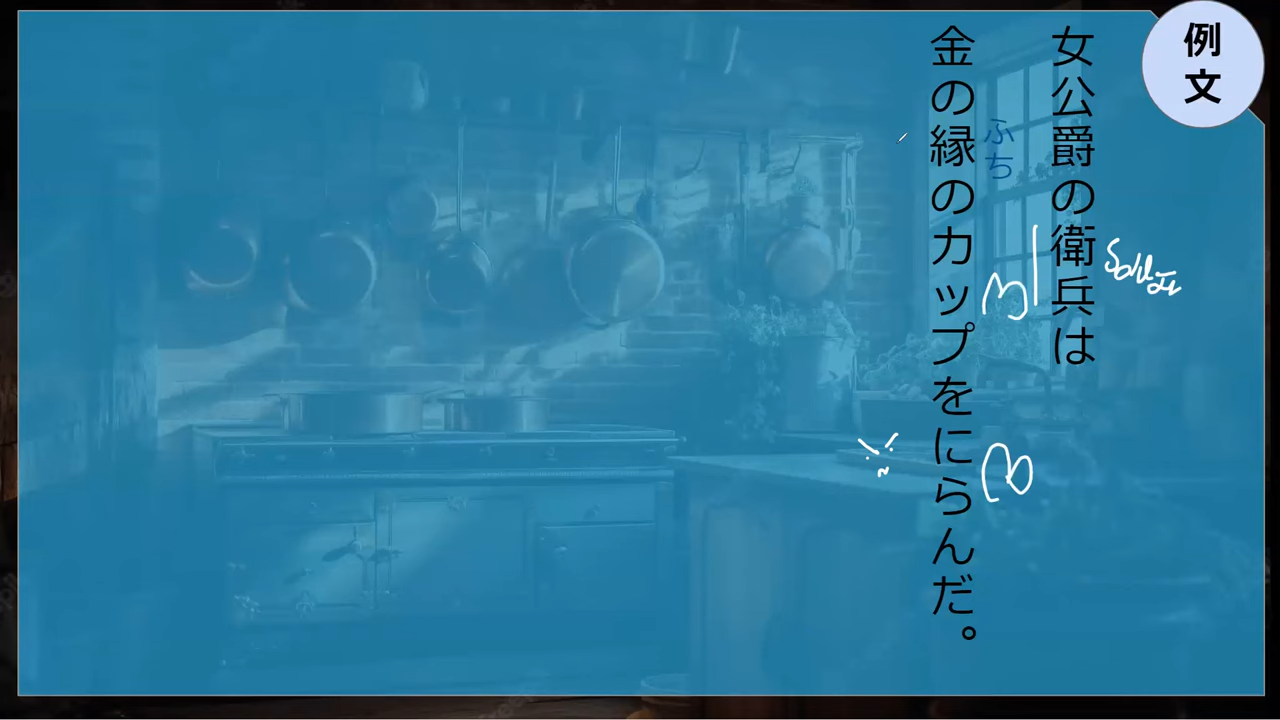 例文
女公爵の衛兵は
金の縁のカップをにらんだ。
ふち